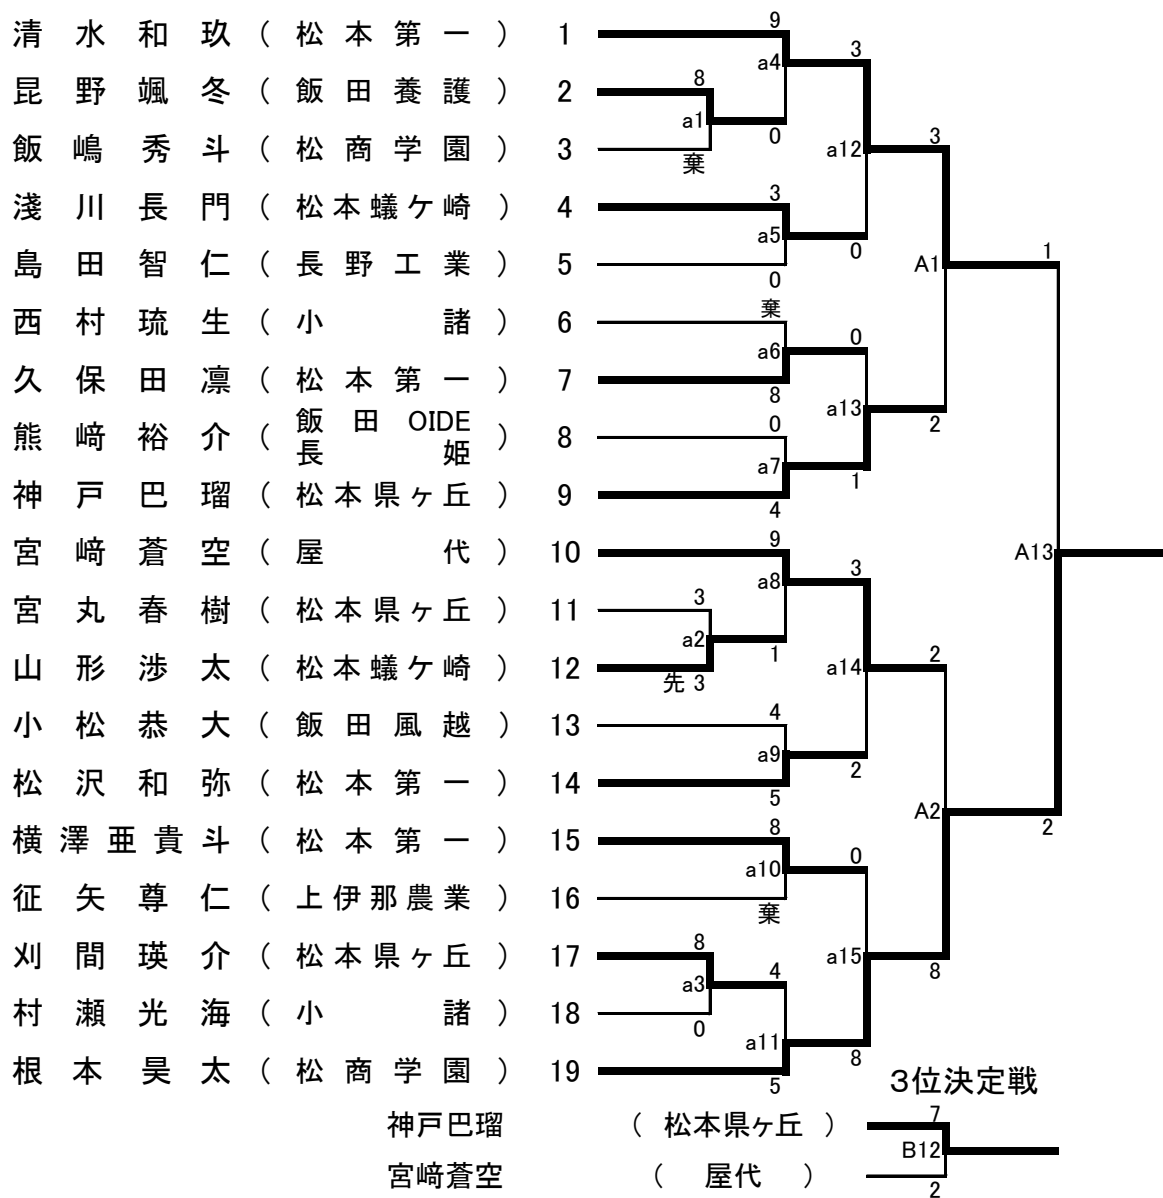 清水和玖（松本第一）1
昆野颯冬（飯田養護）2
飯嶋秀斗（松商学園）3
淺川長門（松本蟻ケ崎）4
島田智仁（長野工業）5
西村琉生（小諸）6
久保田凛（松本第一）7
熊﨑裕介（飯田OIDE長姫）8
神戸巴瑠（松本県ヶ丘）9
宮﨑蒼空（屋代）10
宮丸春樹（松本県ヶ丘）11
山形渉太（松本蟻ケ崎）12
小松恭大（飯田風越）13
松沢和弥（松本第一）14
横澤亜貴斗（松本第一）15
征矢尊仁（上伊那農業）16
刈間瑛介（松本県ヶ丘）17
村瀬光海（小諸）18
根本昊太（松商学園）19
8 a1 棄
3 a2 先 3
8 a3 0
9 a4 0
3 a5 0
棄 a6 8
0 a7 4
9 a8 1
4 a9 5
8 a10 棄
4 a11 5
3 a12 0
0 a13 1
3 a14 2
0 a15 8
3 A1 2
2 A2 8
1 A13 2
3位決定戦
神戸巴瑠（松本県ヶ丘）7
B12
宮﨑蒼空（屋代）2